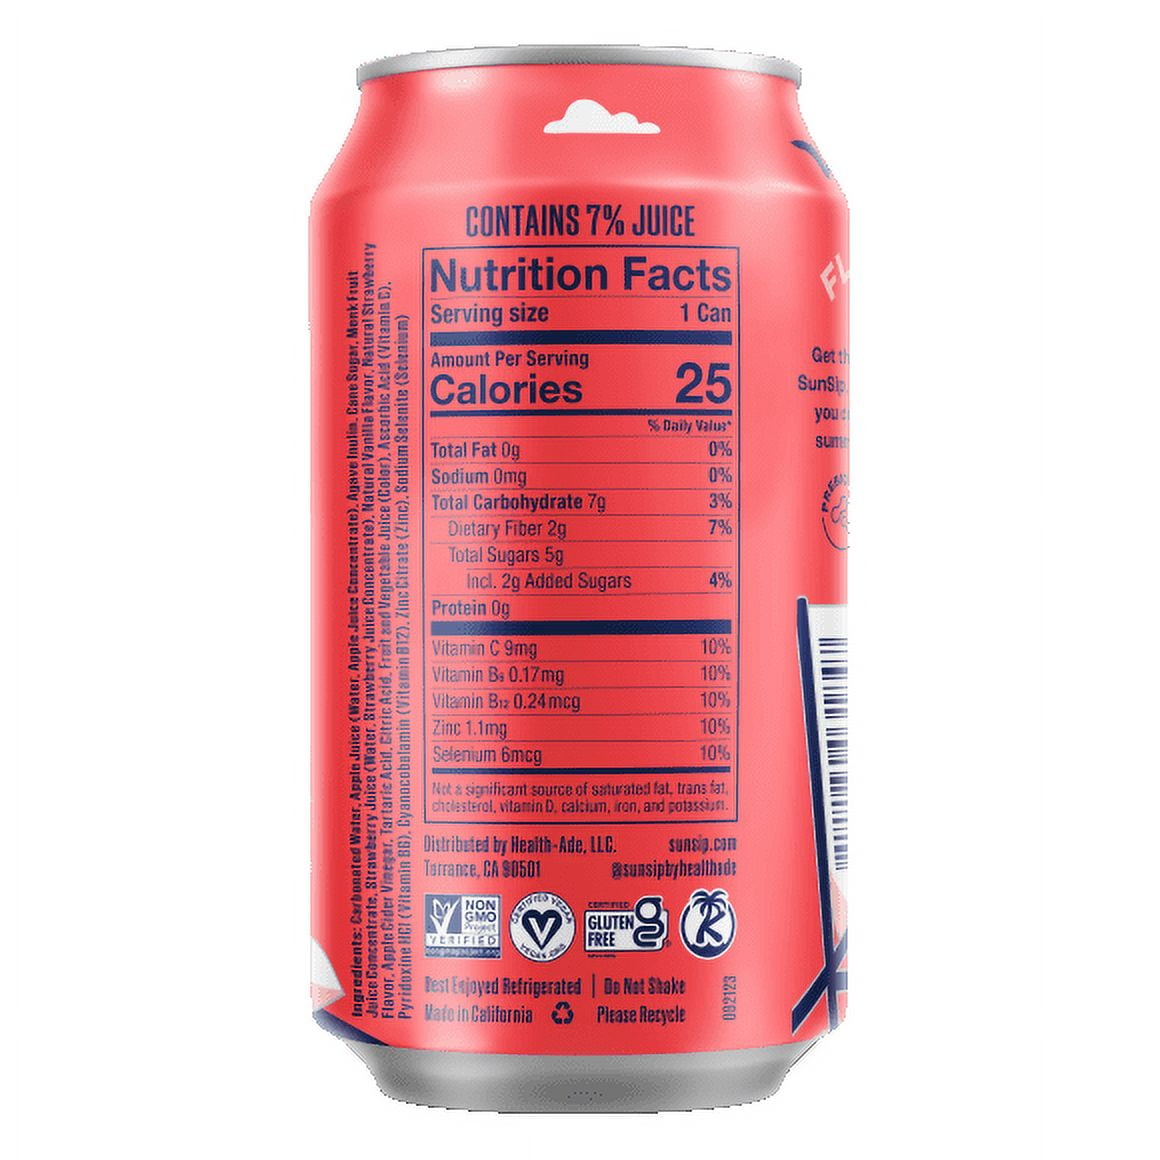 CONTAINS 7% JUICE
Nutrition Facts
Serving size 1 Can
Amount Per Serving
Calories 25
% Daily Value*
Total Fat 0g 0%
Sodium 0mg 0%
Total Carbohydrate 7g 3%
Dietary Fiber 2g 7%
Total Sugars 5g
Incl. 2g Added Sugars 4%
Protein 0g
Vitamin C 9mg 10%
Vitamin B6 0.17mg 10%
Vitamin B12 0.24mcg 10%
Zinc 1.1mg 10%
Selenium 6mcg 10%
Not a significant source of saturated fat, trans fat,
cholesterol, vitamin D, calcium, iron, and potassium.
Distributed by Health-Ade, LLC. sunsip.com
Torrance, CA 90501 @sunsipbyhealthade
NON
GMO
Project
VERIFIED
CERTIFIED VEGAN
VEGAN.ORG
CERTIFIED
GLUTEN
FREE
g
R
Best Enjoyed Refrigerated | Do Not Shake
Made in California Please Recycle
092123
Ingredients: Carbonated Water, Apple Juice (Water, Apple Juice Concentrate), Agave Inulin, Cane Sugar, Monk Fruit
Juice Concentrate, Strawberry Juice (Water, Strawberry Juice Concentrate), Natural Vanilla Flavor, Natural Strawberry
Flavor, Apple Cider Vinegar, Tartaric Acid, Citric Acid, Fruit and Vegetable Juice (Color), Ascorbic Acid (Vitamin C),
Pyridoxine HCl (Vitamin B6), Cyanocobalamin (Vitamin B12), Zinc Citrate (Zinc), Sodium Selenite (Selenium)
FL
Get th
SunSip,
you d
summ
PREM